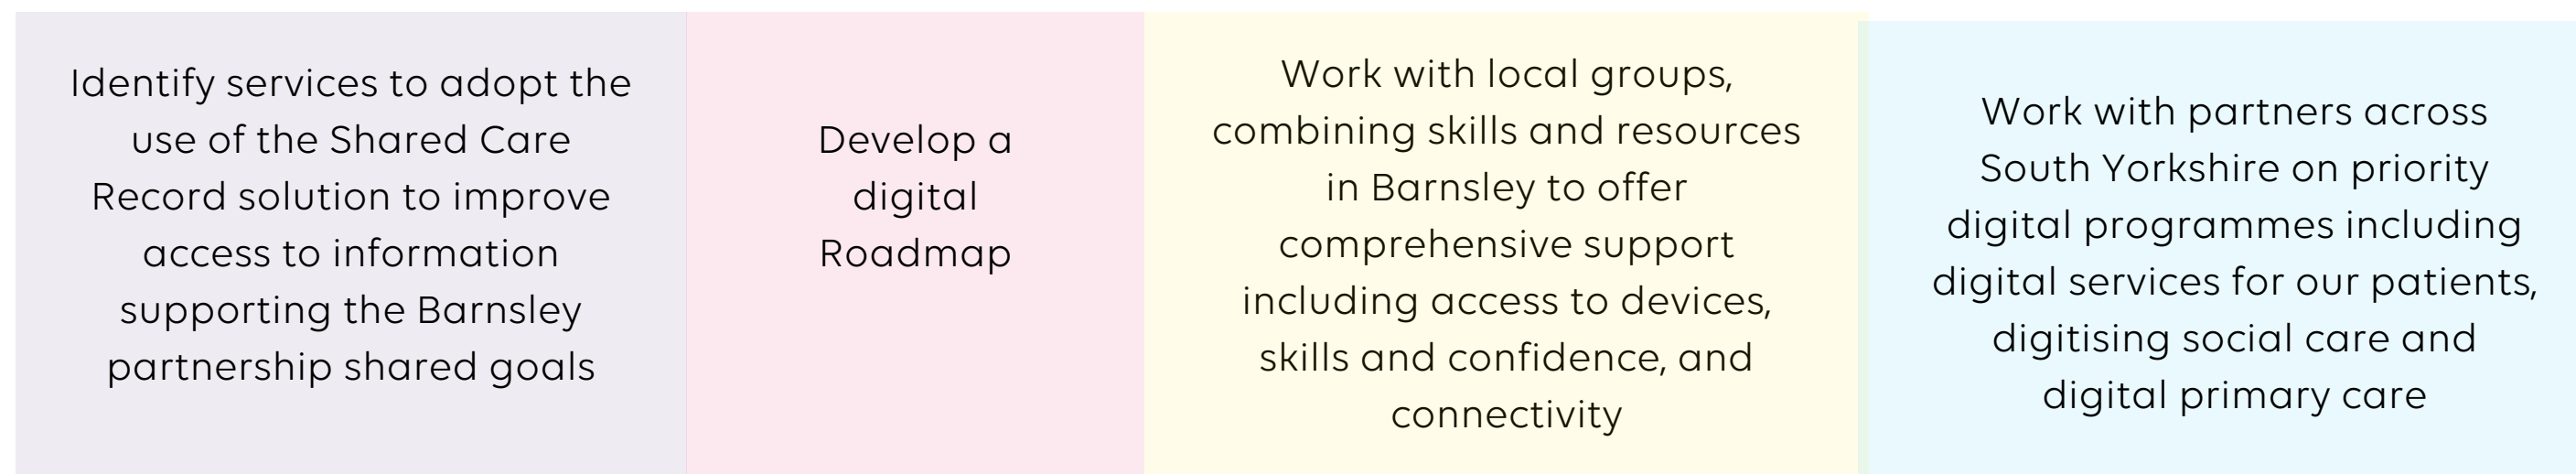 Identify services to adopt the
use of the Shared Care
Record solution to improve
access to information
supporting the Barnsley
partnership shared goals
Develop a
digital
Roadmap
Work with local groups,
combining skills and resources
in Barnsley to offer
comprehensive support
including access to devices,
skills and confidence, and
connectivity
Work with partners across
South Yorkshire on priority
digital programmes including
digital services for our patients,
digitising social care and
digital primary care